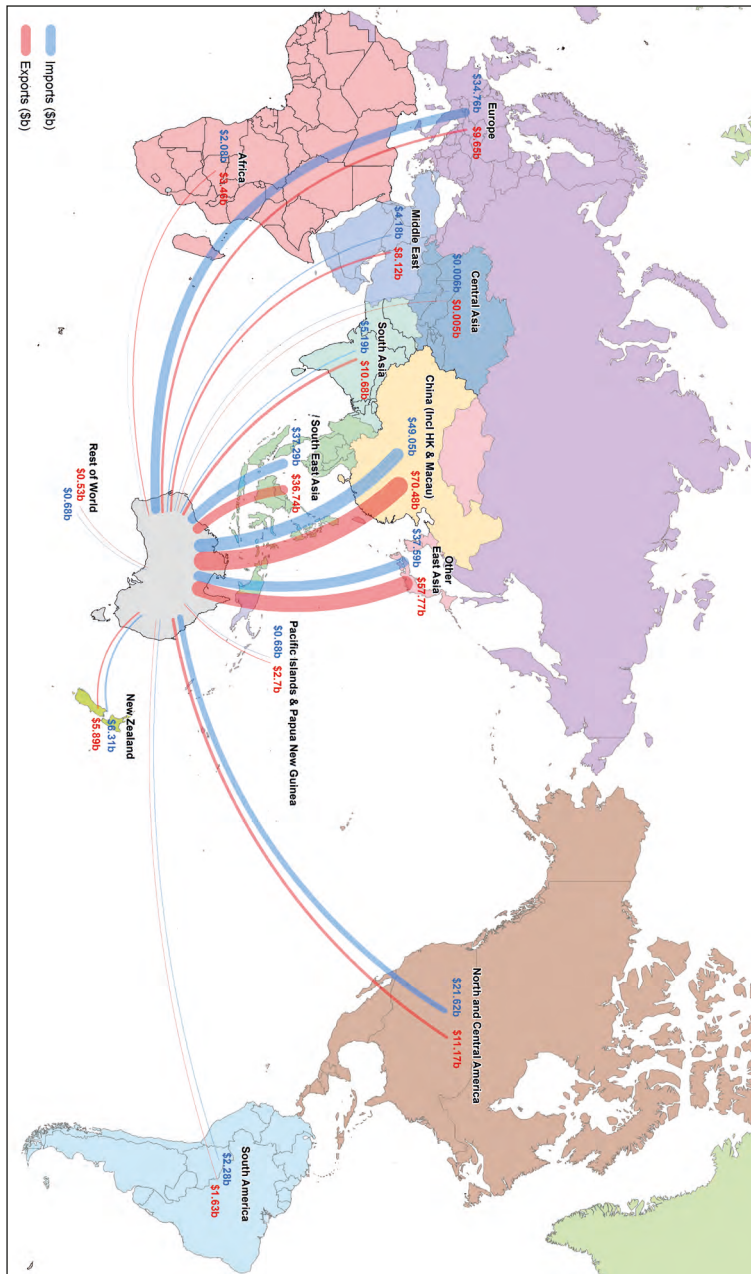 Europe
$34.76b $9.65b
Central Asia
$0.006b $0.005b
Middle East
$4.18b $8.12b
China (Incl HK & Macau)
$49.05b $70.48b
Other
East Asia
$37.59b $57.77b
South Asia
$5.19b $10.68b
South East Asia
$37.29b $36.74b
Africa
$2.08b $3.46b
North and Central America
$21.62b $11.17b
Pacific Islands & Papua New Guinea
$0.68b $2.7b
South America
$2.28b $1.63b
New Zealand
$6.31b
$5.89b
Rest of World
$0.53b
$0.68b
Imports ($b)
Exports ($b)